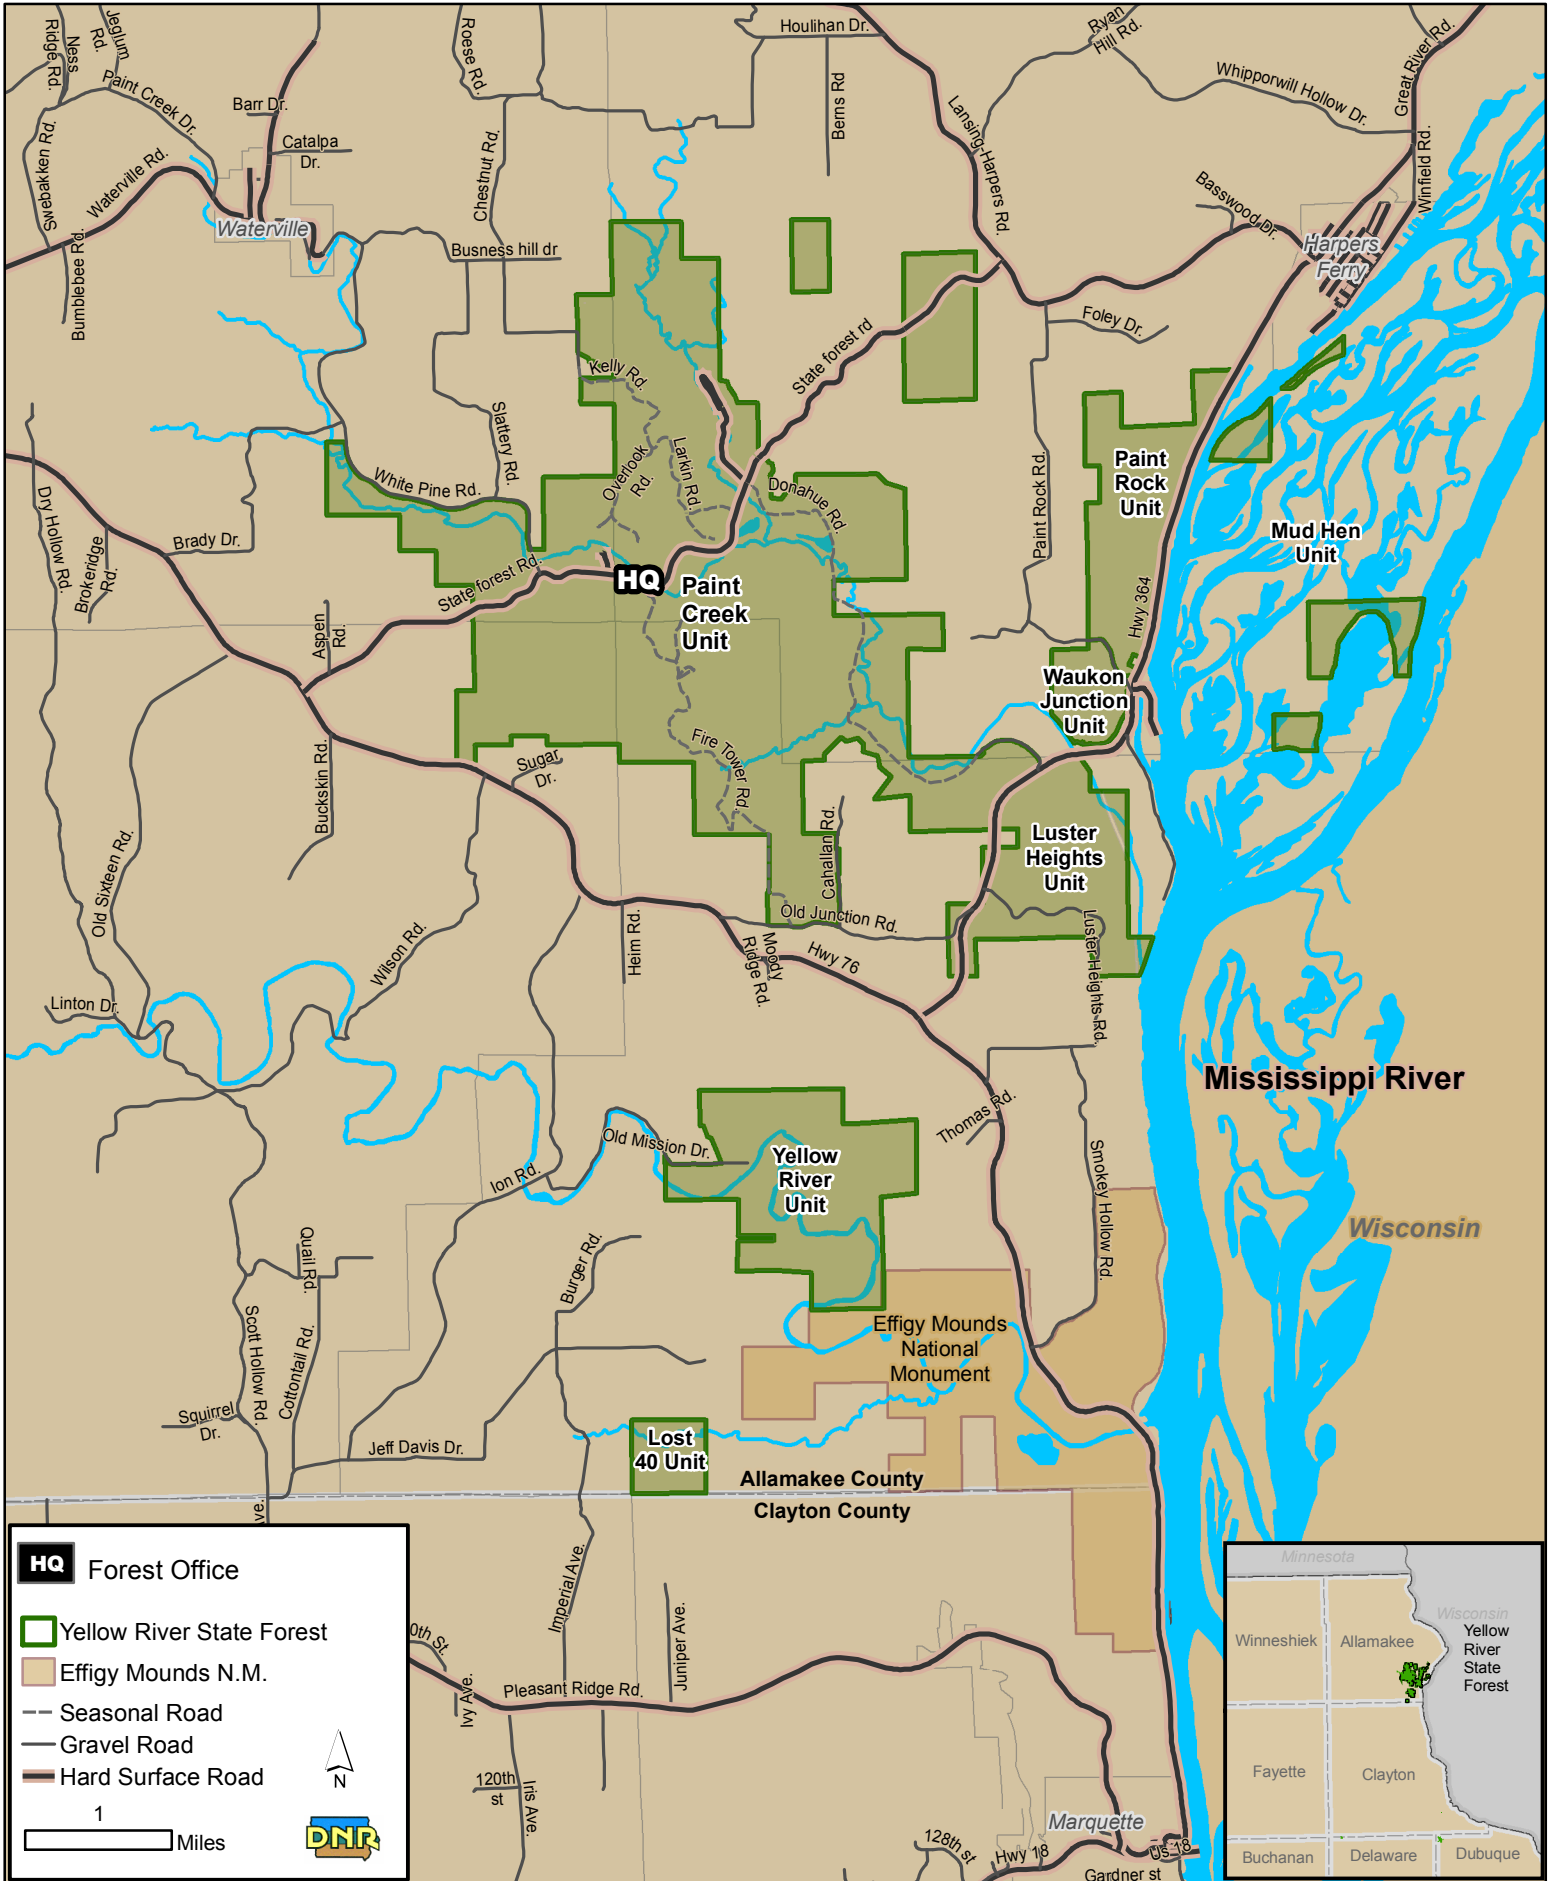 Houlihan Dr.
Ryan
Hill Rd.
Great River Rd.
Jeglum
Rd.
Ness
Ridge Rd.
Roese Rd.
Paint Creek Dr.
Barr Dr.
Catalpa
Dr.
Swebakken Rd.
Waterville Rd.
Chestnut Rd.
Berns Rd
Lansing-Harpers Rd.
Whipporwill Hollow Dr.
Winfield Rd.
Basswood Dr.
Waterville
Bumblebee Rd.
Busness hill dr
Harpers
Ferry
Foley Dr.
State forest rd
Kelly Rd.
Slattery Rd.
Overlook
Rd.
Larkin Rd.
Donahue Rd.
White Pine Rd.
Paint Rock Rd.
Paint
Rock
Unit
Mud Hen
Unit
Dry Hollow Rd.
Brokeridge
Rd.
Brady Dr.
State forest Rd.
HQ
Paint
Creek
Unit
Hwy 364
Aspen
Rd.
Waukon
Junction
Unit
Fire Tower Rd
Sugar
Dr.
Buckskin Rd.
Cahallan Rd.
Luster
Heights
Unit
Old Sixteen Rd.
Old Junction Rd.
Luster Heights Rd.
Heim Rd.
Moody
Ridge Rd.
Hwy 76
Wilson Rd.
Linton Dr.
Mississippi River
Thomas Rd.
Old Mission Dr.
Yellow
River
Unit
Ion Rd.
Smokey Hollow Rd.
Wisconsin
Quail Rd.
Burger Rd.
Scott Hollow Rd.
Cottontail Rd.
Effigy Mounds
National
Monument
Squirrel
Dr.
Jeff Davis Dr.
Lost
40 Unit
Allamakee County
Clayton County
ve.
Imperial Ave.
Juniper Ave.
0th St.
Ivy Ave.
Pleasant Ridge Rd.
120th
st
Iris Ave.
Marquette
128th st
Hwy 18
Us 18
Gardner st
HQ Forest Office
Yellow River State Forest
Effigy Mounds N.M.
Seasonal Road
Gravel Road
Hard Surface Road
N
1
Miles
DNR
Minnesota
Wisconsin
Winneshiek
Allamakee
Yellow
River
State
Forest
Fayette
Clayton
Buchanan
Delaware
Dubuque